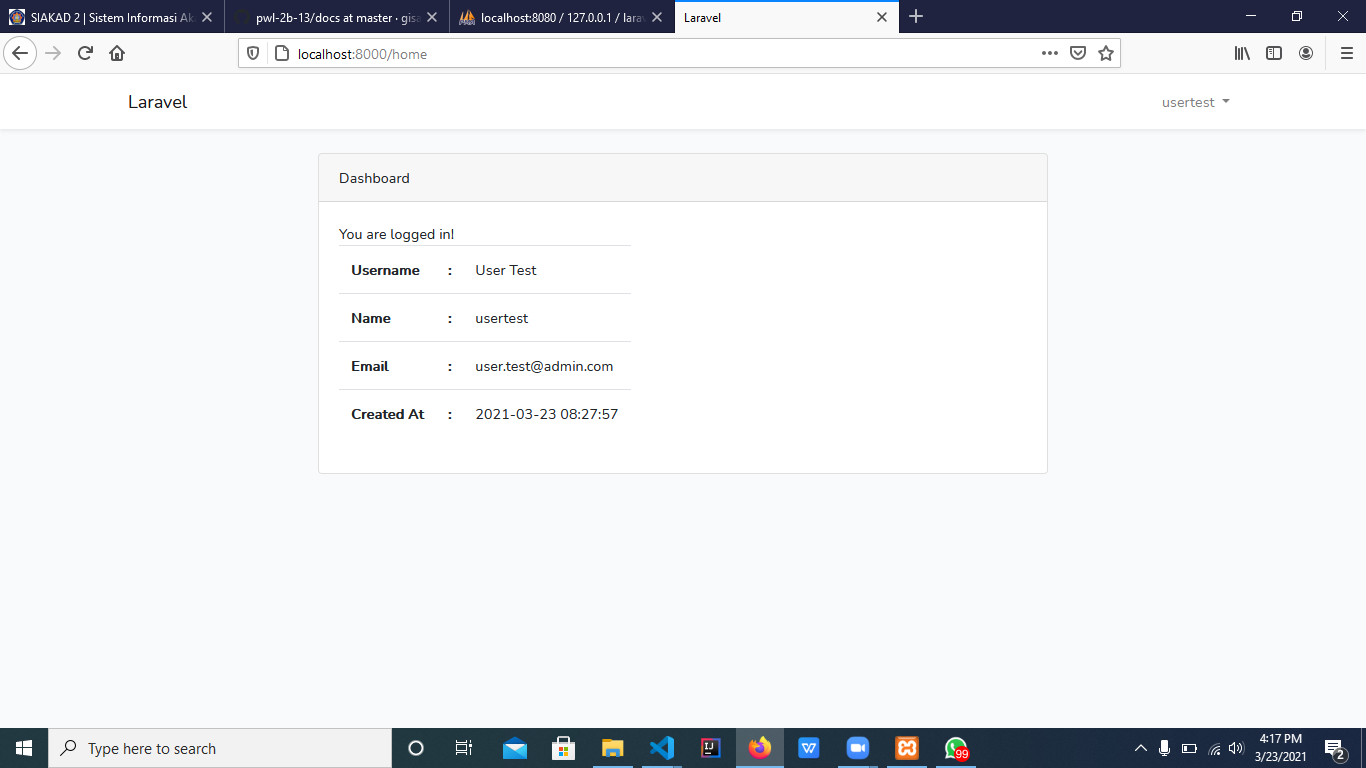 SIAKAD 2 | Sistem Informasi Ak
pwl-2b-13/docs at master · gisa
localhost:8080 / 127.0.0.1 / lara
Laravel
localhost:8000/home
Laravel
usertest
Dashboard
You are logged in!
Username : User Test
Name : usertest
Email : user.test@admin.com
Created At : 2021-03-23 08:27:57
Type here to search
99
4:17 PM
3/23/2021
2